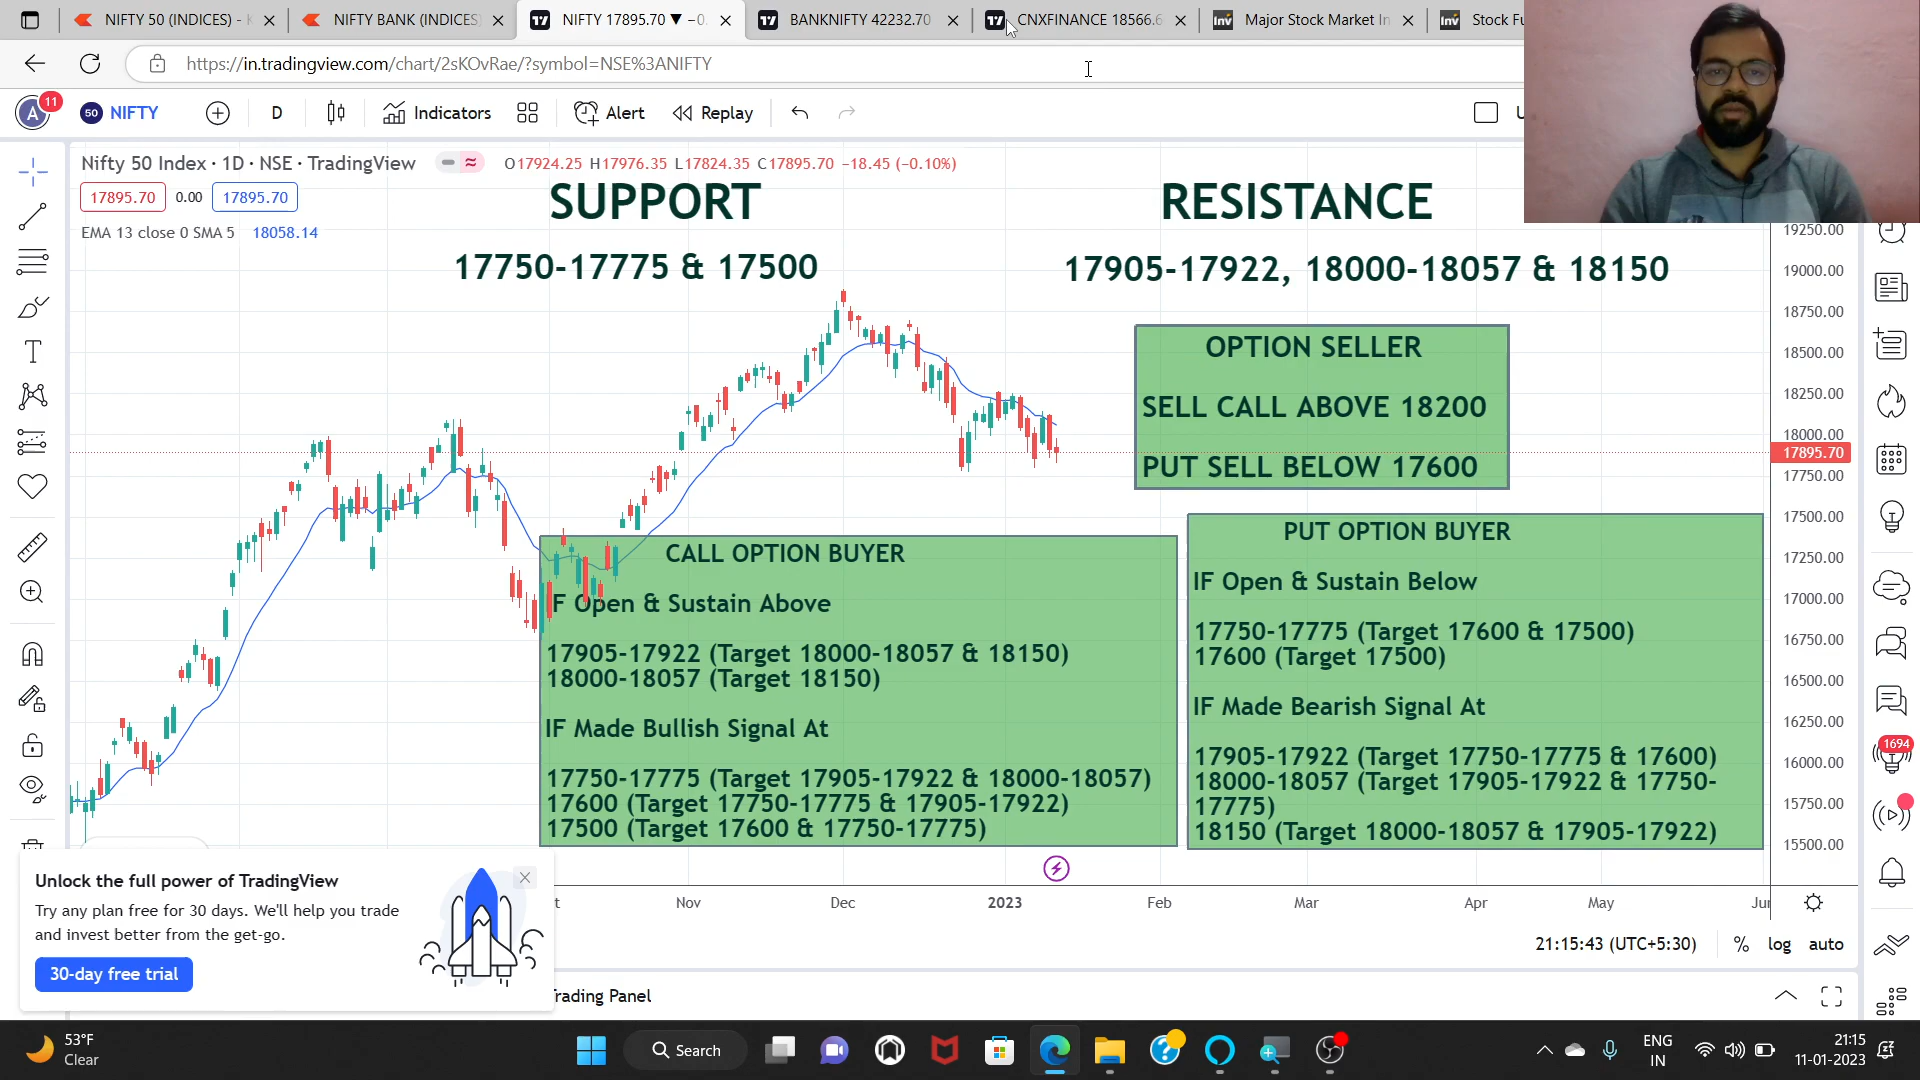 NIFTY 50 (INDICES) -
NIFTY BANK (INDICES)
NIFTY 17895.70 ▼ −0.
BANKNIFTY 42232.70
CNXFINANCE 18566.6
Major Stock Market In
Stock Fu
https://in.tradingview.com/chart/2sKOvRae/?symbol=NSE%3ANIFTY
A
11
50
NIFTY
D
Indicators
Alert
Replay
U
Nifty 50 Index · 1D · NSE · TradingView
O17924.25 H17976.35 L17824.35 C17895.70 −18.45 (−0.10%)
17895.70
0.00
17895.70
EMA 13 close 0 SMA 5 18058.14
SUPPORT
17750-17775 & 17500
RESISTANCE
17905-17922, 18000-18057 & 18150
OPTION SELLER
SELL CALL ABOVE 18200
PUT SELL BELOW 17600
CALL OPTION BUYER
IF Open & Sustain Above
17905-17922 (Target 18000-18057 & 18150)
18000-18057 (Target 18150)
IF Made Bullish Signal At
17750-17775 (Target 17905-17922 & 18000-18057)
17600 (Target 17750-17775 & 17905-17922)
17500 (Target 17600 & 17750-17775)
PUT OPTION BUYER
IF Open & Sustain Below
17750-17775 (Target 17600 & 17500)
17600 (Target 17500)
IF Made Bearish Signal At
17905-17922 (Target 17750-17775 & 17600)
18000-18057 (Target 17905-17922 & 17750-
17775)
18150 (Target 18000-18057 & 17905-17922)
19250.00
19000.00
18750.00
18500.00
18250.00
18000.00
17895.70
17750.00
17500.00
17250.00
17000.00
16750.00
16500.00
16250.00
16000.00
15750.00
15500.00
1694
Unlock the full power of TradingView
Try any plan free for 30 days. We'll help you trade
and invest better from the get-go.
30-day free trial
t
Nov
Dec
2023
Feb
Mar
Apr
May
Jun
21:15:43 (UTC+5:30)
%
log
auto
Trading Panel
53°F
Clear
Search
ENG
IN
21:15
11-01-2023